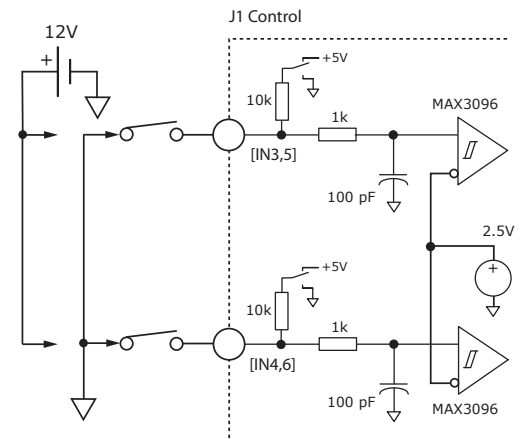 J1 Control
12V
+
+5V
10k
1k
MAX3096
[IN3,5]
100 pF
2.5V
+
+5V
10k
1k
[IN4,6]
100 pF
MAX3096